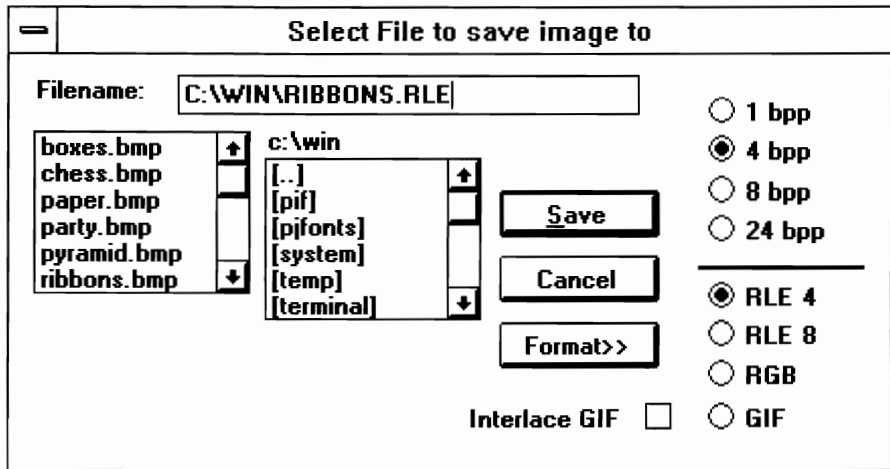 Select File to save image to
Filename: C:\WIN\RIBBONS.RLE
boxes.bmp
chess.bmp
paper.bmp
party.bmp
pyramid.bmp
ribbons.bmp
c:\win
[..]
[pif]
[pjfonts]
[system]
[temp]
[terminal]
Save
Cancel
Format>>
Interlace GIF
1 bpp
4 bpp
8 bpp
24 bpp
RLE 4
RLE 8
RGB
GIF